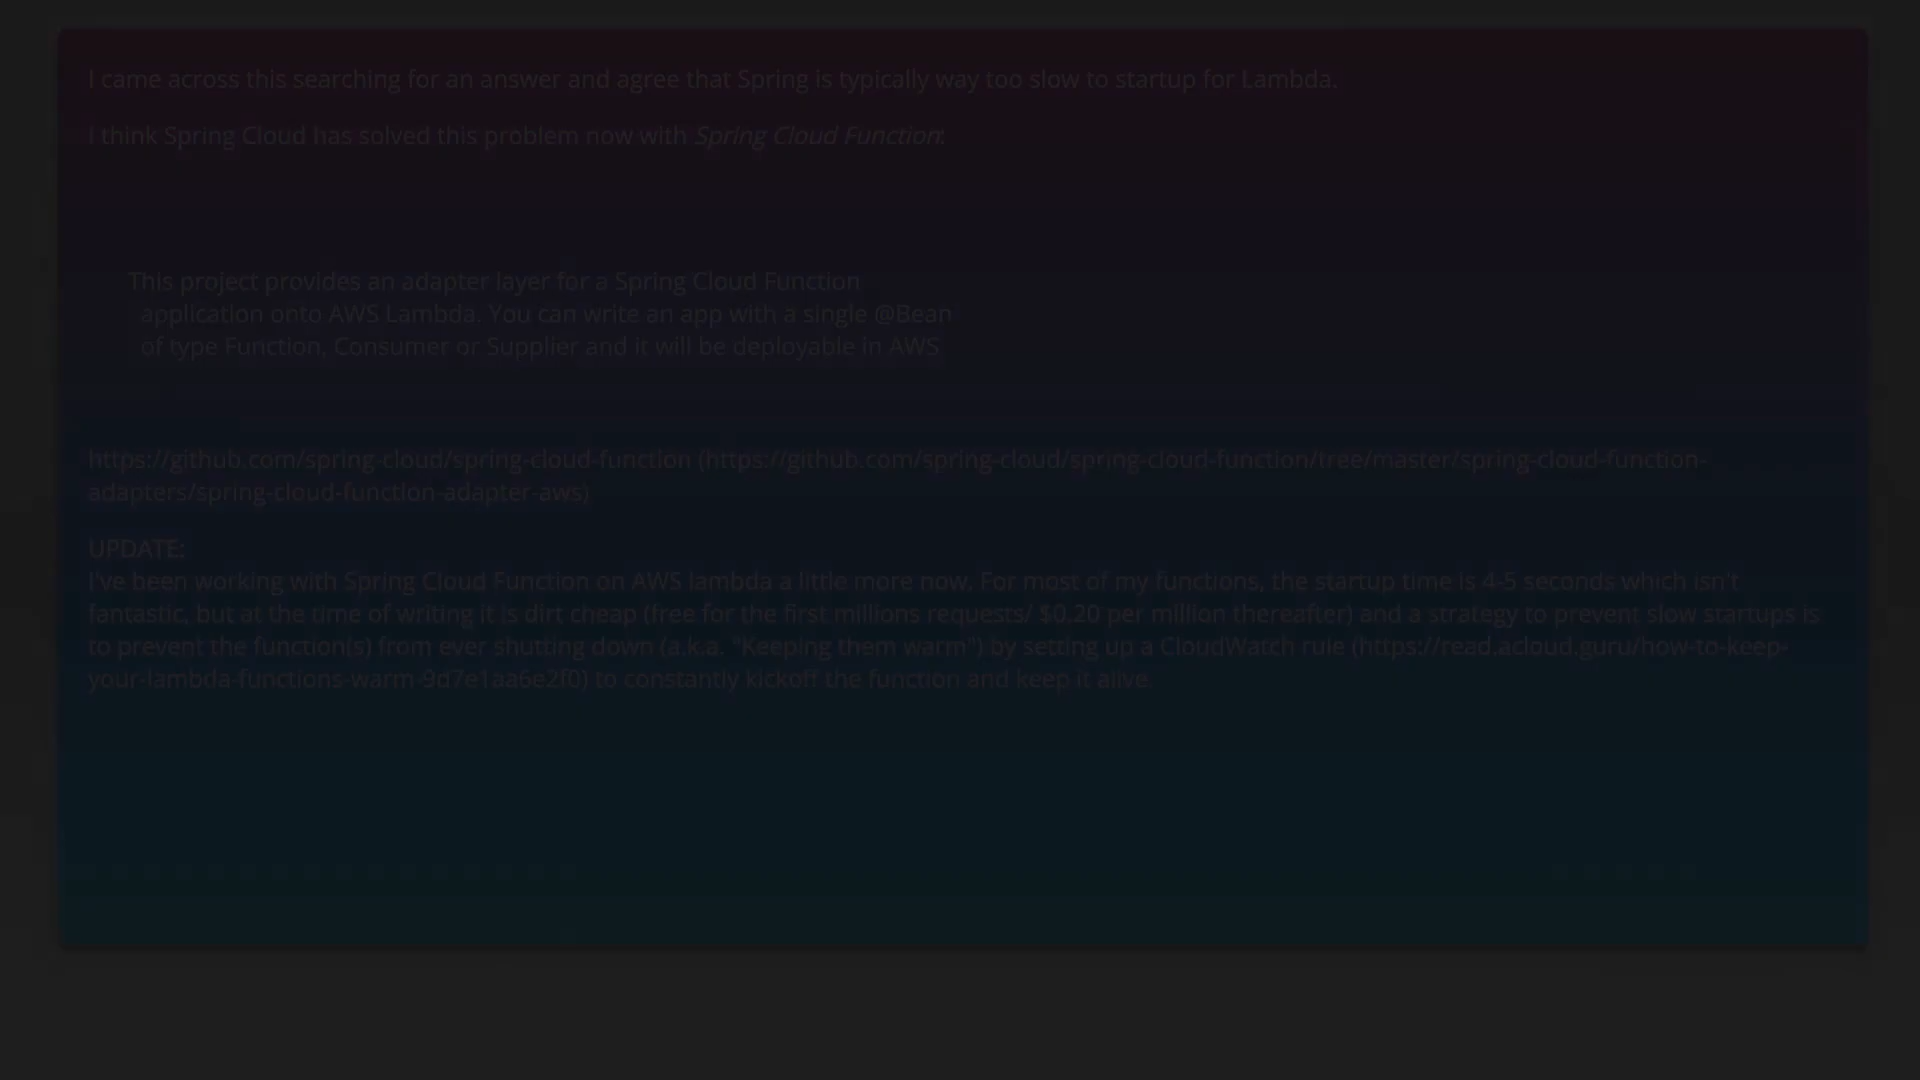 I came across this searching for an answer and agree that Spring is typically way too slow to startup for Lambda.
I think Spring Cloud has solved this problem now with Spring Cloud Function:
This project provides an adapter layer for a Spring Cloud Function
application onto AWS Lambda. You can write an app with a single @Bean
of type Function, Consumer or Supplier and it will be deployable in AWS
https://github.com/spring-cloud/spring-cloud-function (https://github.com/spring-cloud/spring-cloud-function/tree/master/spring-cloud-function-
adapters/spring-cloud-function-adapter-aws)
UPDATE:
I've been working with Spring Cloud Function on AWS lambda a little more now. For most of my functions, the startup time is 4-5 seconds which isn't
fantastic, but at the time of writing it is dirt cheap (free for the first millions requests/ $0.20 per million thereafter) and a strategy to prevent slow startups is
to prevent the function(s) from ever shutting down (a.k.a. "Keeping them warm") by setting up a CloudWatch rule (https://read.acloud.guru/how-to-keep-
your-lambda-functions-warm-9d7e1aa6e2f0) to constantly kickoff the function and keep it alive.